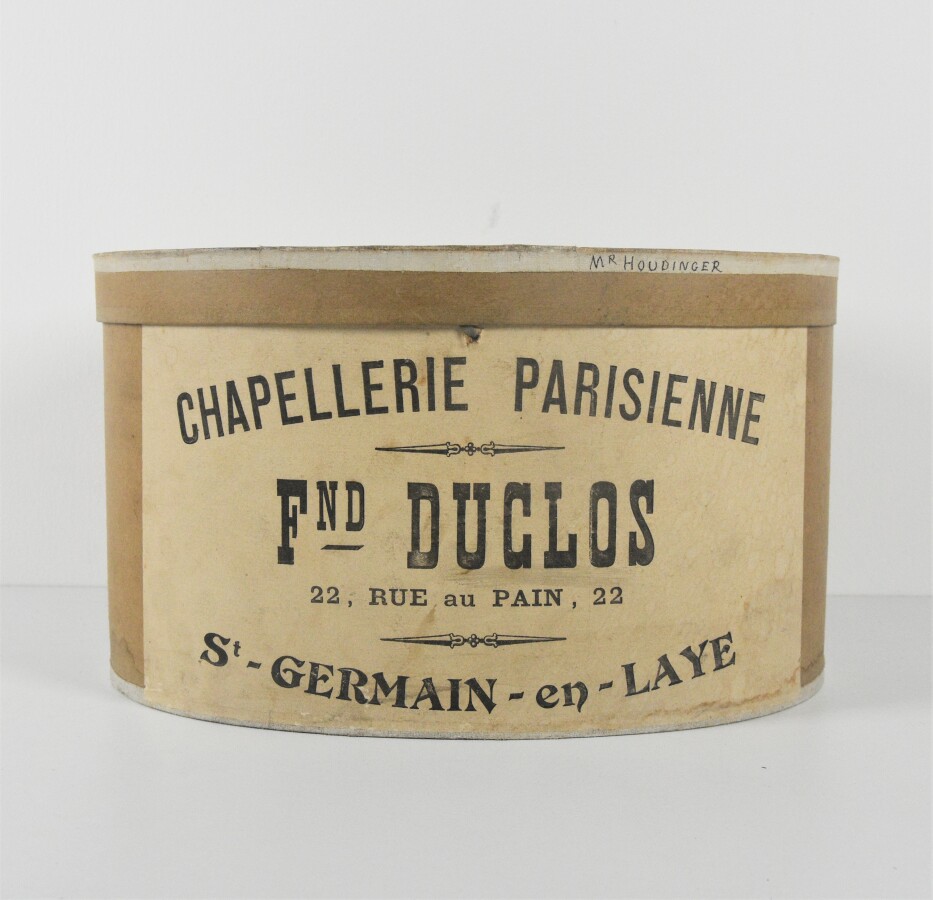 MR HOUDINGER
CHAPELLERIE PARISIENNE
FND DUCLOS
22, RUE au PAIN, 22
St-GERMAIN-en-LAYE